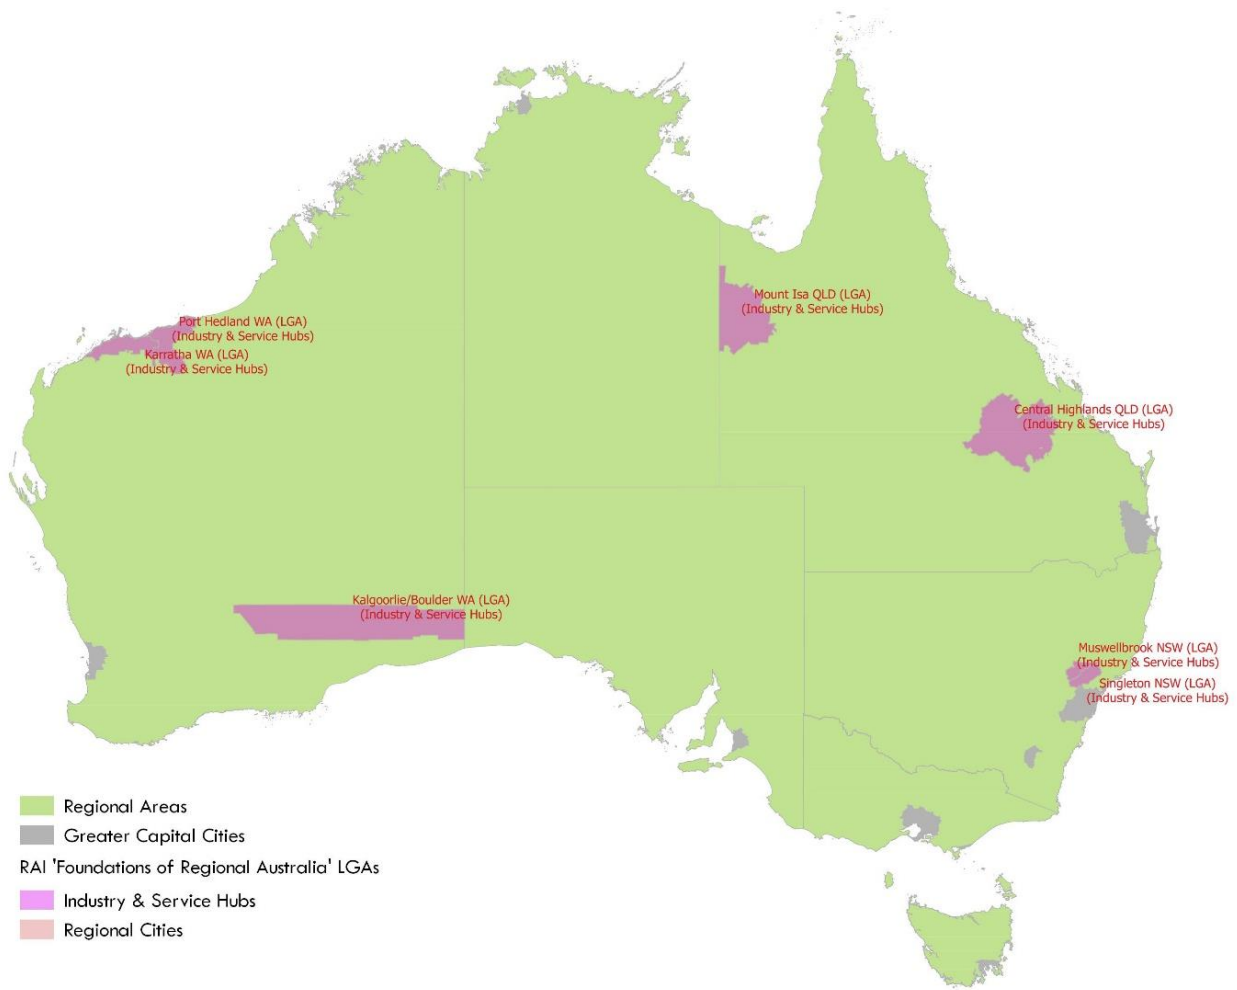 Port Hedland WA (LGA)
(Industry & Service Hubs)
Karratha WA (LGA)
(Industry & Service Hubs)
Mount Isa QLD (LGA)
(Industry & Service Hubs)
Central Highlands QLD (LGA)
(Industry & Service Hubs)
Kalgoorlie/Boulder WA (LGA)
(Industry & Service Hubs)
Muswellbrook NSW (LGA)
(Industry & Service Hubs)
Singleton NSW (LGA)
(Industry & Service Hubs)
Regional Areas
Greater Capital Cities
RAI 'Foundations of Regional Australia' LGAs
Industry & Service Hubs
Regional Cities